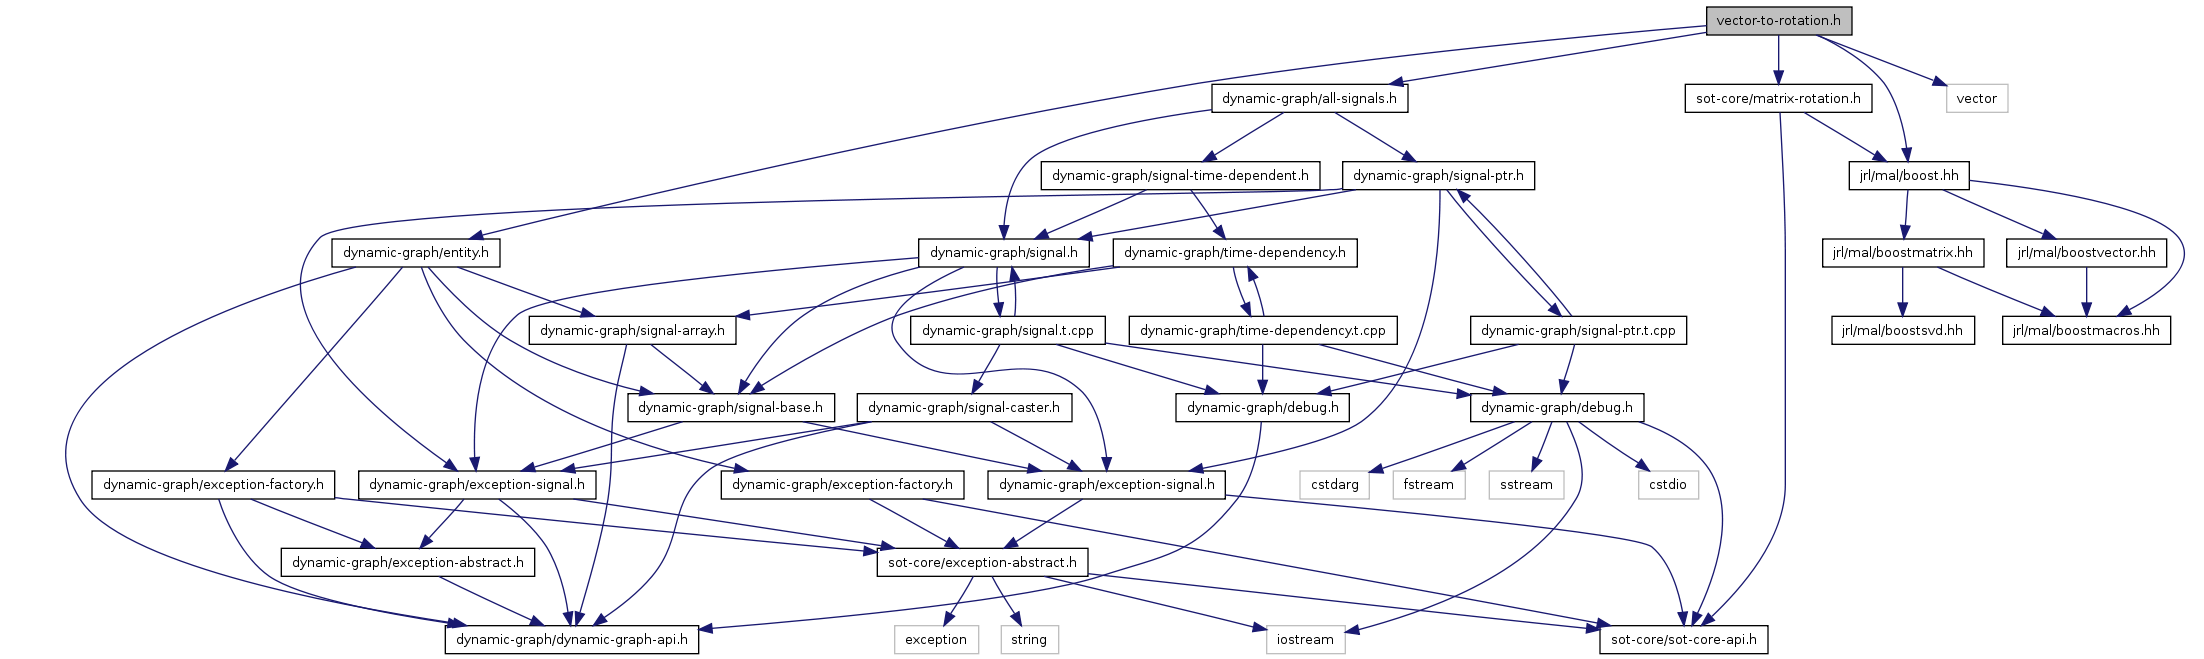 vector-to-rotation.h
dynamic-graph/all-signals.h
sot-core/matrix-rotation.h
vector
dynamic-graph/signal-time-dependent.h
dynamic-graph/signal-ptr.h
jrl/mal/boost.hh
dynamic-graph/entity.h
dynamic-graph/signal.h
dynamic-graph/time-dependency.h
jrl/mal/boostmatrix.hh
jrl/mal/boostvector.hh
dynamic-graph/signal-array.h
dynamic-graph/signal.t.cpp
dynamic-graph/time-dependency.t.cpp
dynamic-graph/signal-ptr.t.cpp
jrl/mal/boostsvd.hh
jrl/mal/boostmacros.hh
dynamic-graph/signal-base.h
dynamic-graph/signal-caster.h
dynamic-graph/debug.h
dynamic-graph/debug.h
dynamic-graph/exception-factory.h
dynamic-graph/exception-signal.h
dynamic-graph/exception-factory.h
dynamic-graph/exception-signal.h
cstdarg
fstream
sstream
cstdio
dynamic-graph/exception-abstract.h
sot-core/exception-abstract.h
dynamic-graph/dynamic-graph-api.h
exception
string
iostream
sot-core/sot-core-api.h